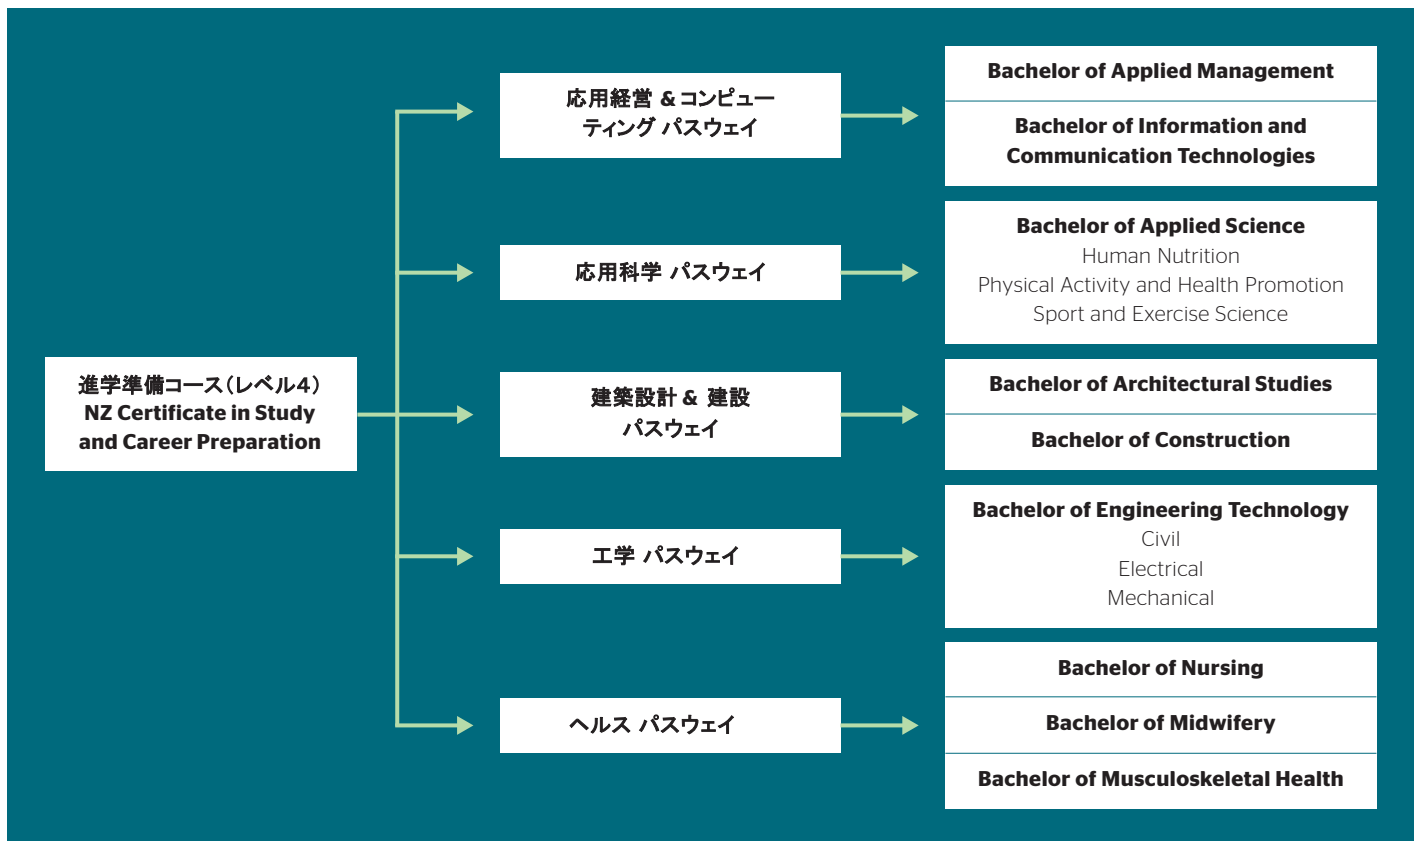 進学準備コース(レベル4)
NZ Certificate in Study
and Career Preparation
応用経営 & コンピュー
ティング パスウェイ
Bachelor of Applied Management
Bachelor of Information and
Communication Technologies
応用科学 パスウェイ
Bachelor of Applied Science
Human Nutrition
Physical Activity and Health Promotion
Sport and Exercise Science
建築設計 & 建設
パスウェイ
Bachelor of Architectural Studies
Bachelor of Construction
工学 パスウェイ
Bachelor of Engineering Technology
Civil
Electrical
Mechanical
ヘルス パスウェイ
Bachelor of Nursing
Bachelor of Midwifery
Bachelor of Musculoskeletal Health